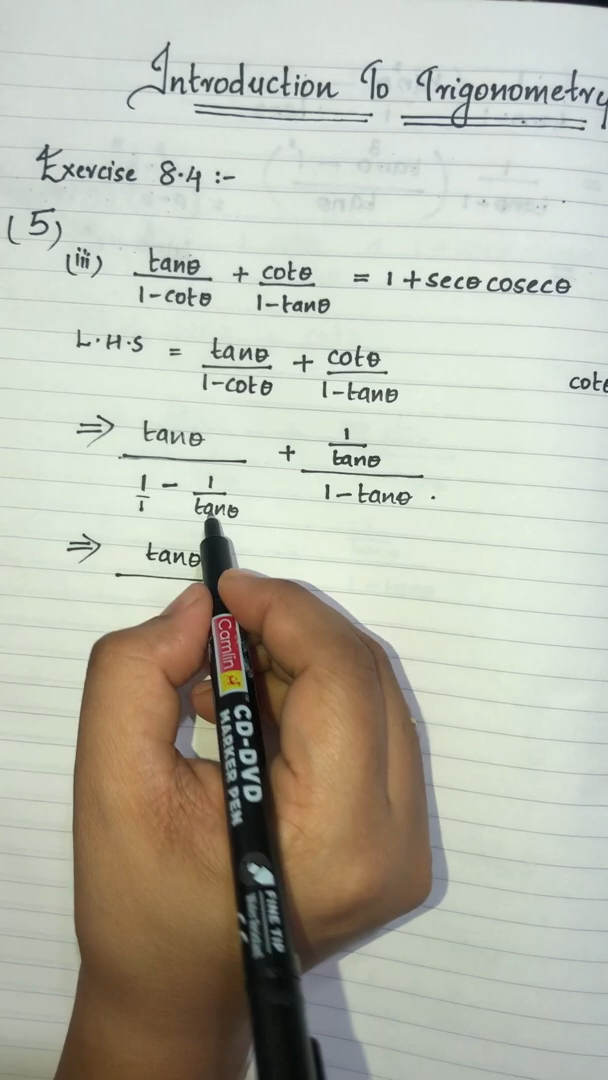 Introduction To Trigonometry
Exercise 8.4 :-
(5)
(iii) tanθ/1-cotθ + cotθ/1-tanθ = 1 + secθ cosecθ
L.H.S = tanθ/1-cotθ + cotθ/1-tanθ
⇒ tanθ/(1/1 - 1/tanθ) + (1/tanθ)/1-tanθ .
⇒ tanθ
Camlin
CD-DVD
MARKER PEN
FINE TIP